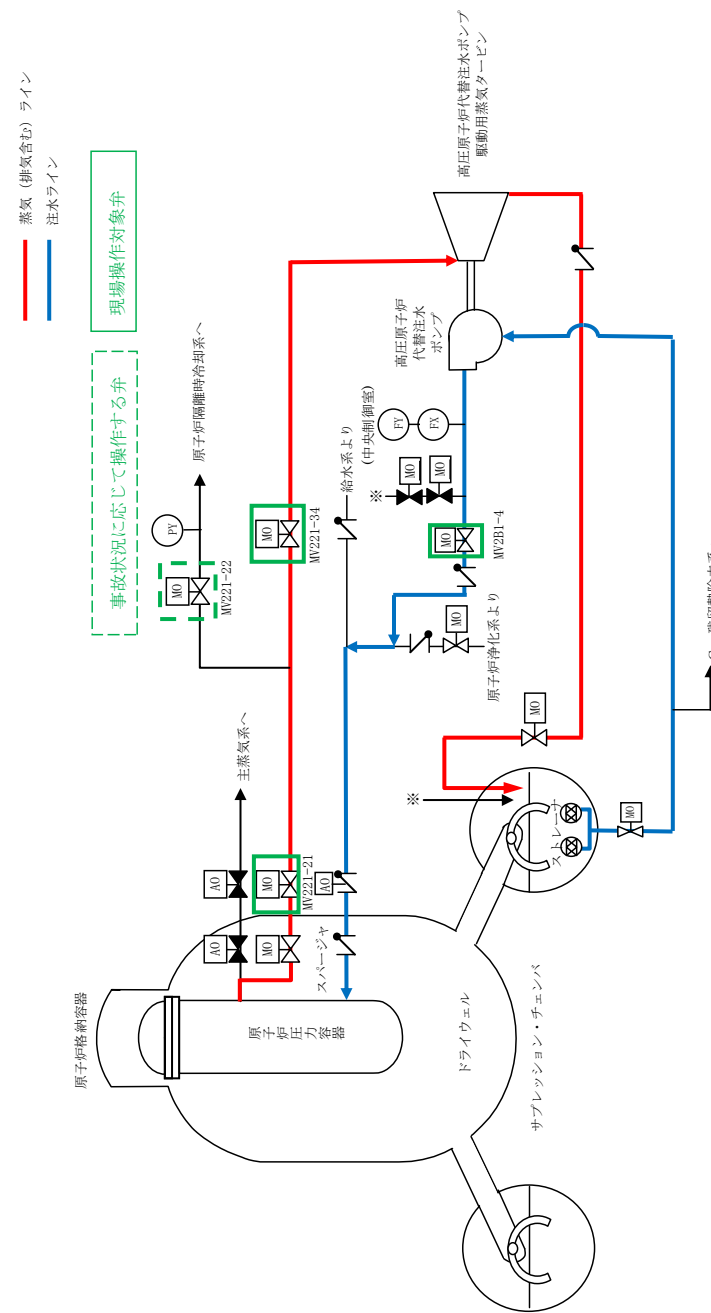 蒸気(排気含む)ライン
注水ライン
現場操作対象弁
事故状況に応じて操作する弁
原子炉隔離時冷却系へ
PY
MO
MV221-22
主蒸気系へ
AO
AO
MO
MO
MV221-21
MO
MV221-34
給水系より
(中央制御室)
FY
FX
※
MO
MO
MO
MV2B1-4
原子炉浄化系より
MO
AO
スパージャ
高圧原子炉
代替注水
ポンプ
高圧原子炉代替注水ポンプ
駆動用蒸気タービン
原子炉格納容器
原子炉圧力容器
ドライウェル
サプレッション・チェンバ
※
ストレーナ
MO
MO